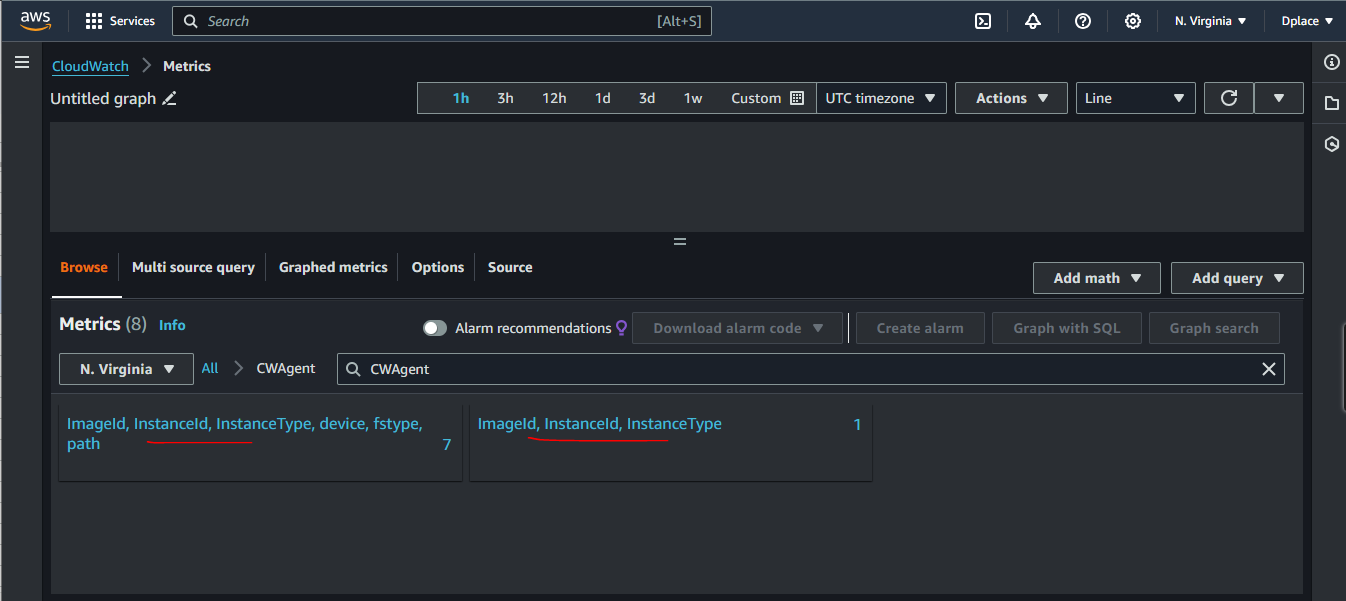 aws
Services
Search
[Alt+S]
N. Virginia
Dplace
CloudWatch
Metrics
Untitled graph
1h
3h
12h
1d
3d
1w
Custom
UTC timezone
Actions
Line
Browse
Multi source query
Graphed metrics
Options
Source
Add math
Add query
Metrics (8)
Info
Alarm recommendations
Download alarm code
Create alarm
Graph with SQL
Graph search
N. Virginia
All
CWAgent
CWAgent
ImageId, InstanceId, InstanceType, device, fstype,
path
7
ImageId, InstanceId, InstanceType
1